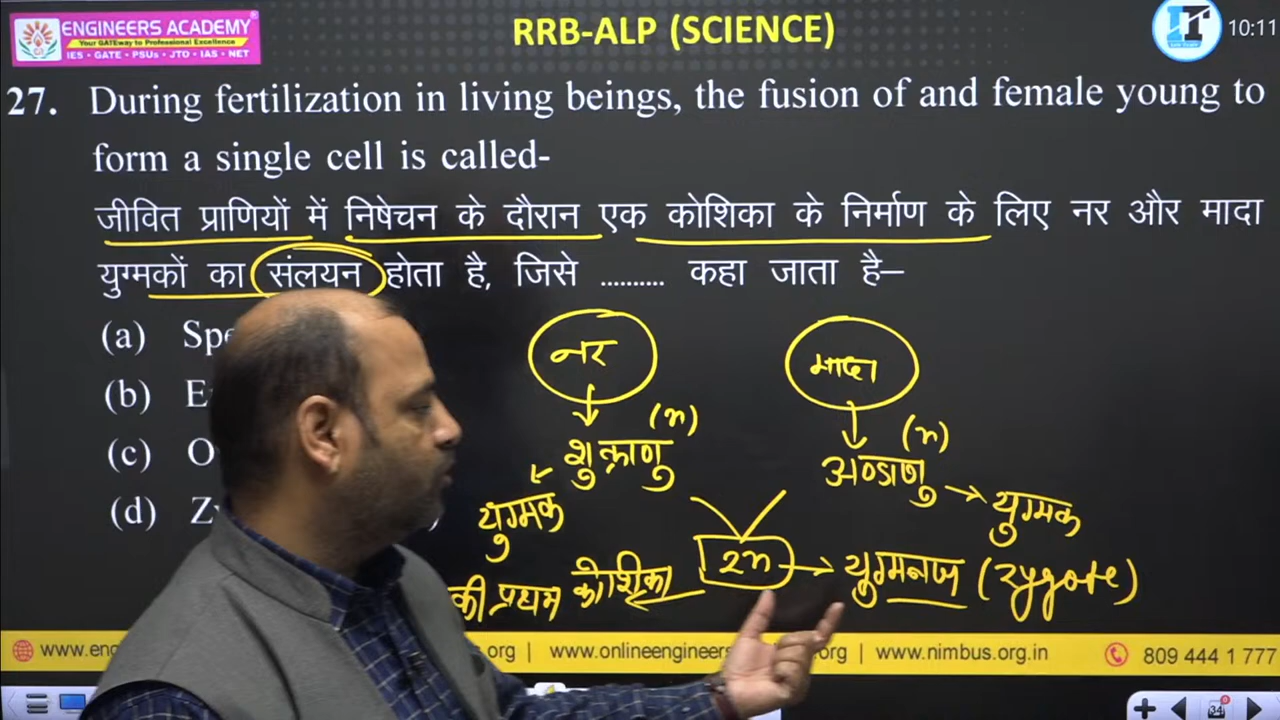 ENGINEERS ACADEMY
Your GATEway to Professional Excellence
IES • GATE • PSUs • JTO • IAS • NET
RRB-ALP (SCIENCE)
10:11
27. During fertilization in living beings, the fusion of and female young to
form a single cell is called-
जीवित प्राणियों में निषेचन के दौरान एक कोशिका के निर्माण के लिए नर और मादा
युग्मकों का संलयन होता है, जिसे .......... कहा जाता है–
(a) Spe
(b)
(c) O
(d) Z
नर
मादा
(n)
(n)
शुक्राणु
अण्डाणु
युग्मक
युग्मक
2n
युग्मनज (Zygote)
की प्रथम कोशिका
www.eng
org | www.onlineengineers
org | www.nimbus.org.in
809 444 1 777
34